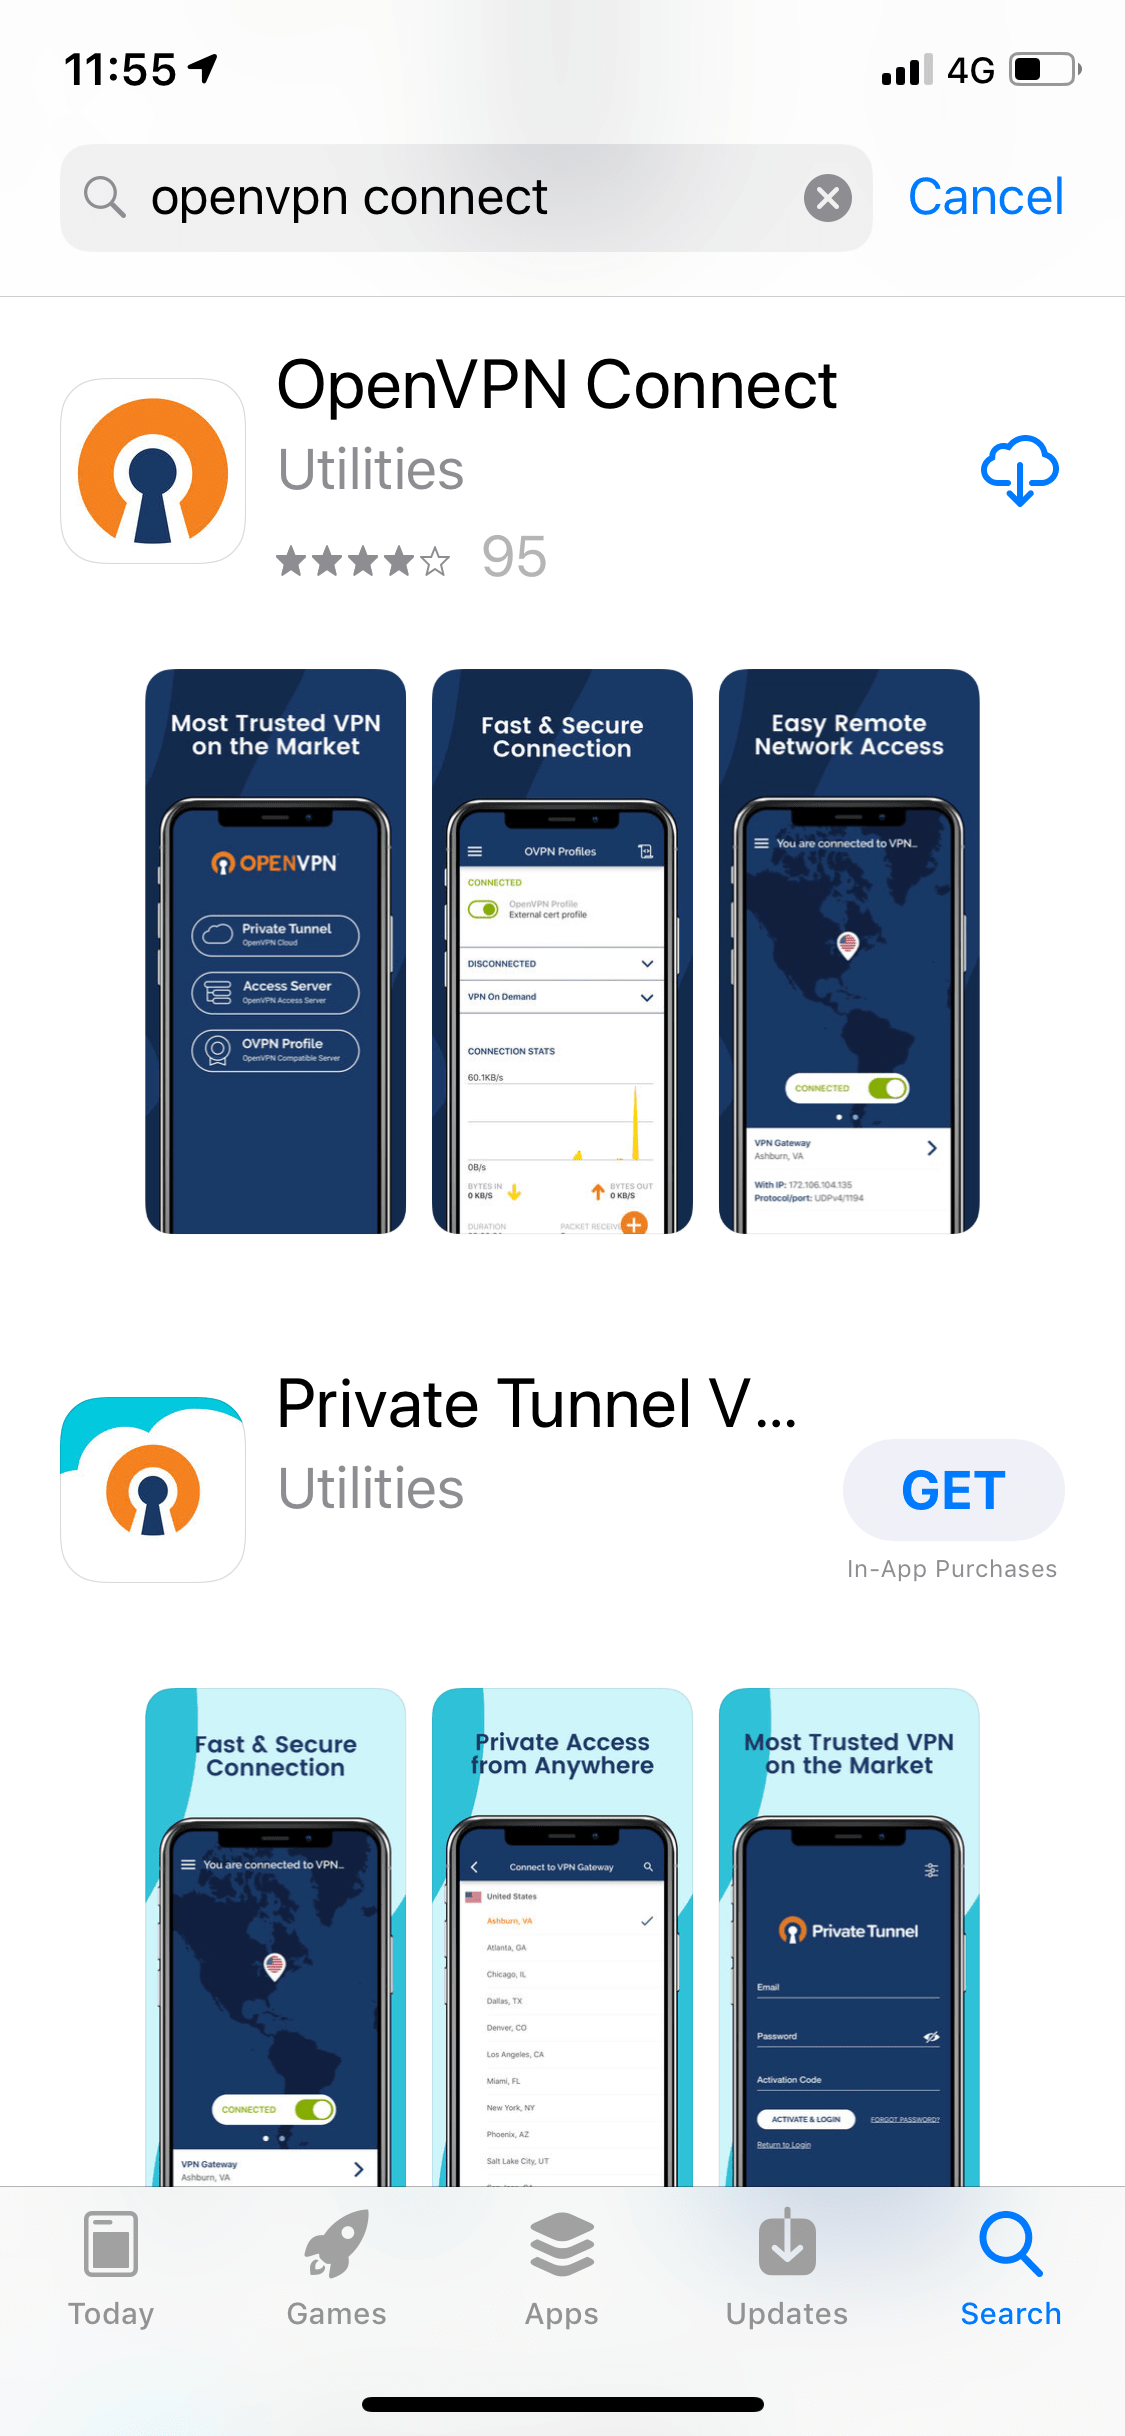 11:55
4G
openvpn connect
Cancel
OpenVPN Connect
Utilities
95
Most Trusted VPN
on the Market
OPENVPN
Private Tunnel
OpenVPN Cloud
Access Server
OpenVPN Access Server
OVPN Profile
OpenVPN Compatible Server
Fast & Secure
Connection
OVPN Profiles
CONNECTED
OpenVPN Profile
External cert profile
DISCONNECTED
VPN On Demand
CONNECTION STATS
60.1KB/s
0B/s
BYTES IN
0 KB/S
BYTES OUT
0 KB/S
DURATION
PACKET RECEIV
Easy Remote
Network Access
You are connected to VPN...
CONNECTED
VPN Gateway
Ashburn, VA
With IP: 172.106.104.135
Protocol/port: UDPv4/1194
Private Tunnel V...
Utilities
GET
In-App Purchases
Fast & Secure
Connection
You are connected to VPN...
CONNECTED
VPN Gateway
Ashburn, VA
Private Access
from Anywhere
Connect to VPN Gateway
United States
Ashburn, VA
Atlanta, GA
Chicago, IL
Dallas, TX
Denver, CO
Los Angeles, CA
Miami, FL
New York, NY
Phoenix, AZ
Salt Lake City, UT
Most Trusted VPN
on the Market
Private Tunnel
Email
Password
Activation Code
ACTIVATE & LOGIN
FORGOT PASSWORD?
Return to Login
Today
Games
Apps
Updates
Search